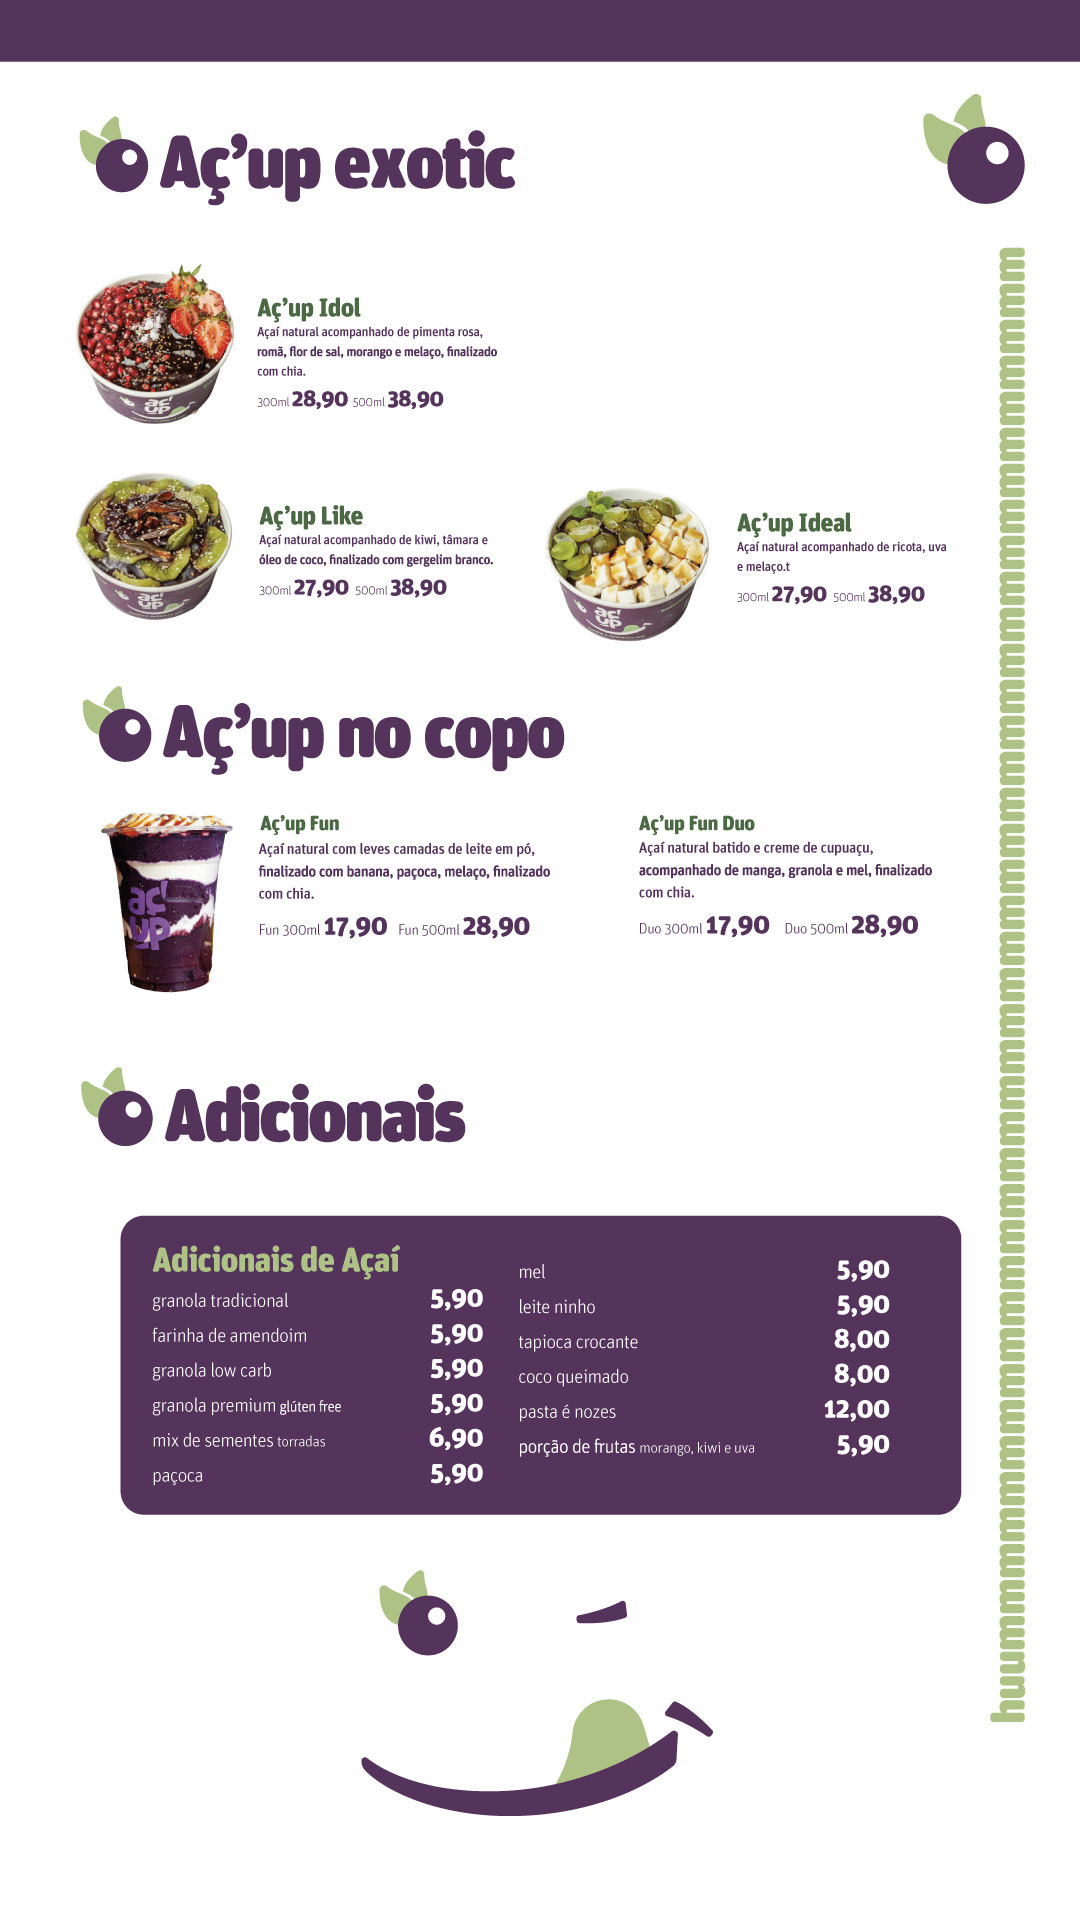 Aç’up exotic
Aç’up Idol
Açaí natural acompanhado de pimenta rosa,
romã, flor de sal, morango e melaço, finalizado
com chia.
300ml 28,90 500ml 38,90
aç'
up
Aç’up Like
Açaí natural acompanhado de kiwi, tâmara e
óleo de coco, finalizado com gergelim branco.
300ml 27,90 500ml 38,90
aç'
up
Aç’up Ideal
Açaí natural acompanhado de ricota, uva
e melaço.t
300ml 27,90 500ml 38,90
aç'
up
Aç’up no copo
Aç’up Fun
Açaí natural com leves camadas de leite em pó,
finalizado com banana, paçoca, melaço, finalizado
com chia.
Fun 300ml 17,90 Fun 500ml 28,90
aç'
up
Aç’up Fun Duo
Açaí natural batido e creme de cupuaçu,
acompanhado de manga, granola e mel, finalizado
com chia.
Duo 300ml 17,90 Duo 500ml 28,90
Adicionais
Adicionais de Açaí
granola tradicional 5,90
farinha de amendoim 5,90
granola low carb 5,90
granola premium glúten free 5,90
mix de sementes torradas 6,90
paçoca 5,90
mel 5,90
leite ninho 5,90
tapioca crocante 8,00
coco queimado 8,00
pasta é nozes 12,00
porção de frutas morango, kiwi e uva 5,90
huummmmmmmmmmmmmmmmmmmmmmmmmmmmmmmmmmmmmmm